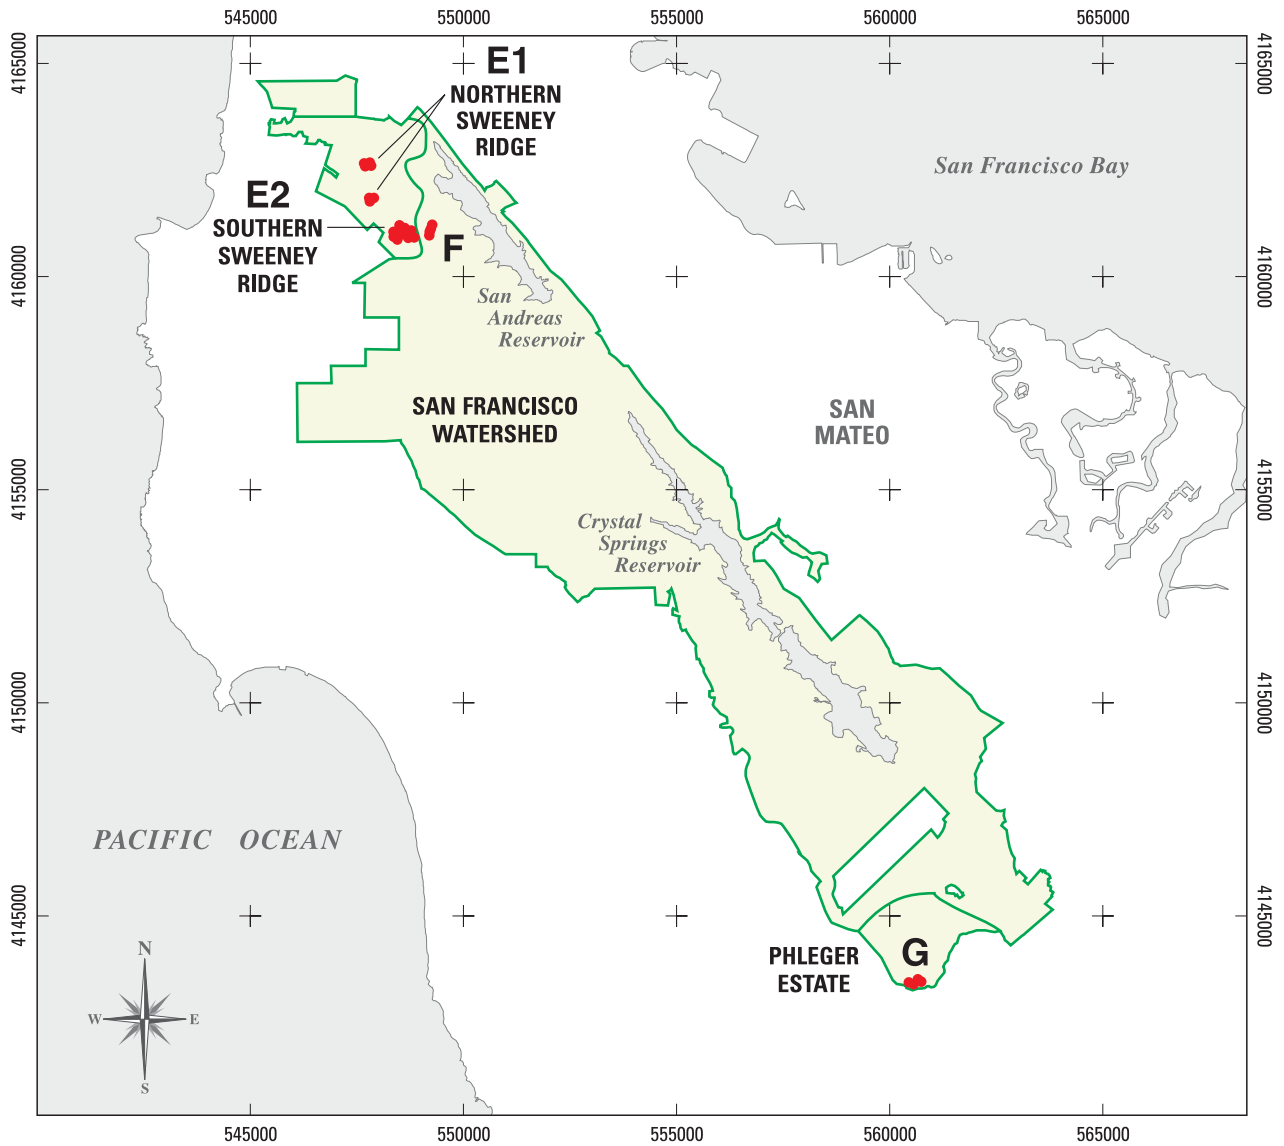 545000 550000 555000 560000 565000
4165000 4165000
E1
NORTHERN
SWEENEY
RIDGE
San Francisco Bay
E2
SOUTHERN
SWEENEY
RIDGE
F
4160000 4160000
San
Andreas
Reservoir
SAN FRANCISCO
WATERSHED
SAN
MATEO
4155000 4155000
Crystal
Springs
Reservoir
4150000 4150000
PACIFIC OCEAN
4145000 4145000
PHLEGER
ESTATE
G
N
W E
S
545000 550000 555000 560000 565000